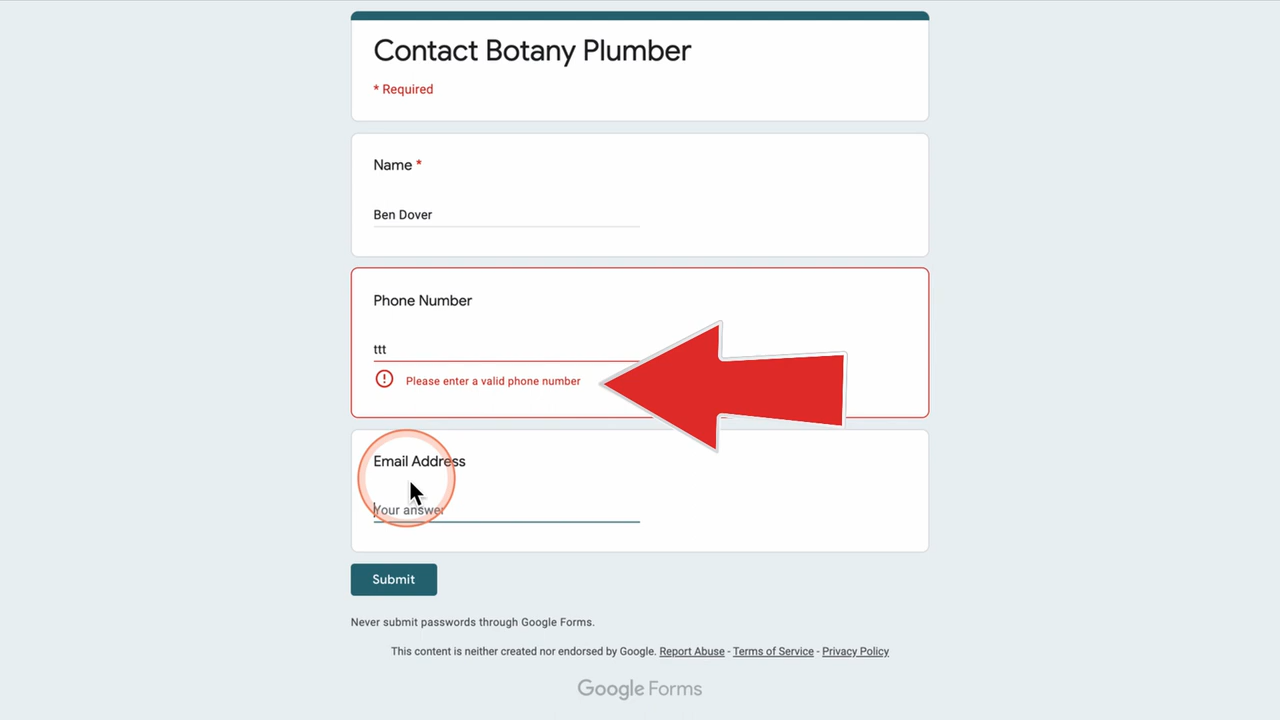 Contact Botany Plumber
* Required
Name *
Ben Dover
Phone Number
ttt
Please enter a valid phone number
Email Address
Your answer
Submit
Never submit passwords through Google Forms.
This content is neither created nor endorsed by Google. Report Abuse - Terms of Service - Privacy Policy
Google Forms